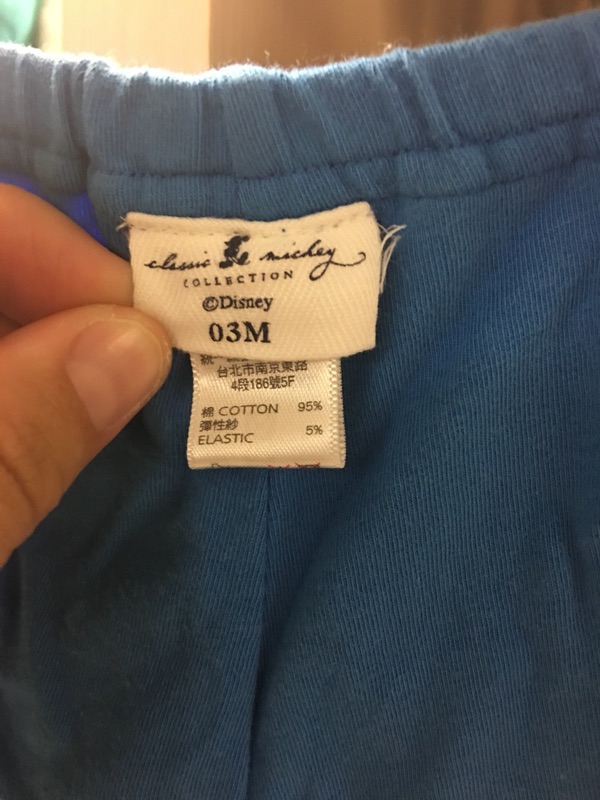 classic mickey
COLLECTION
©Disney
03M
台北市南京東路
4段186號5F
棉 COTTON 95%
彈性紗
ELASTIC 5%